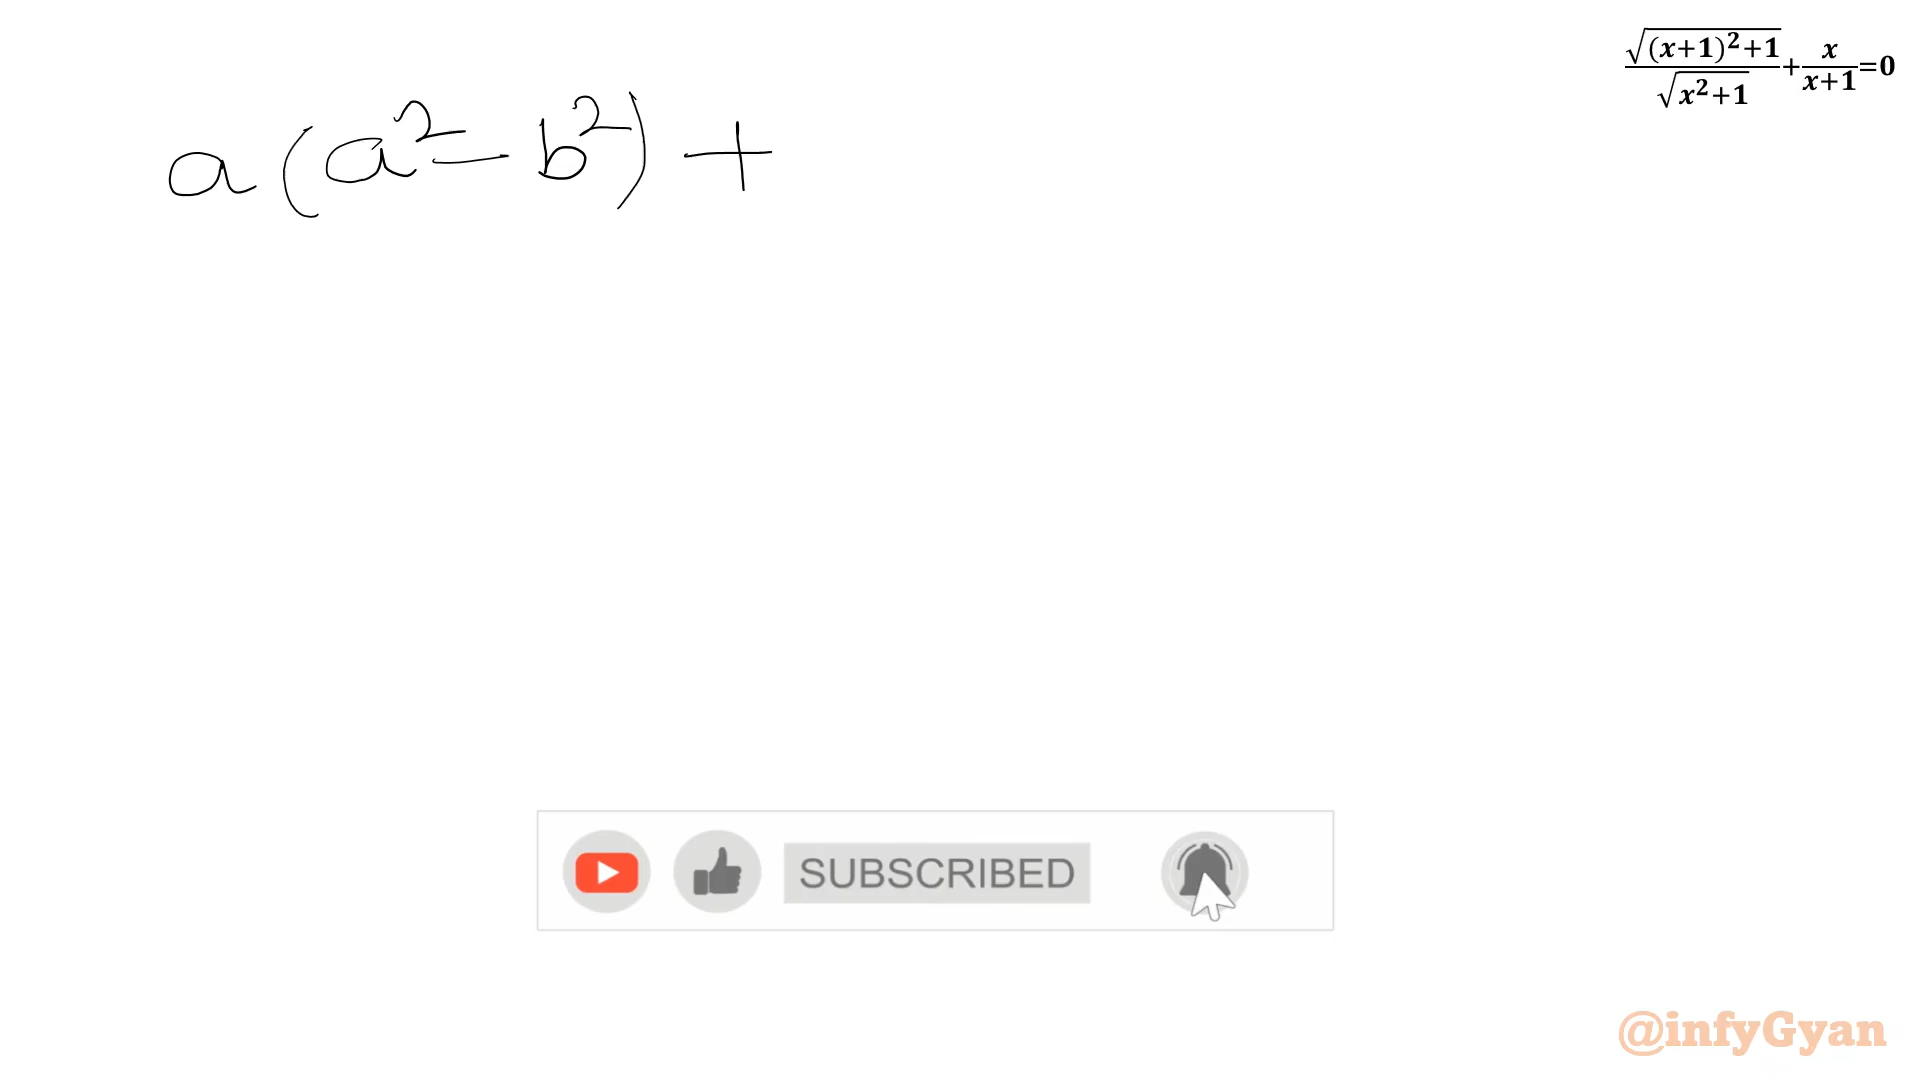 √((x+1)²+1)/√(x²+1) + x/(x+1) = 0
a(a² - b²) +
SUBSCRIBED
@infyGyan